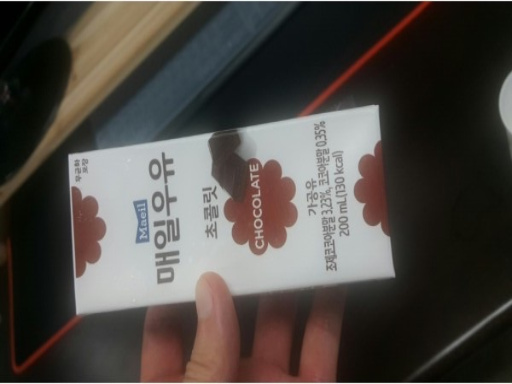 무균화
포장
Maeil
매일우유
초콜릿
CHOCOLATE
가공유
조제코코아분말 3.23%, 코코아분말 0.35%
200 mL(130 kcal)